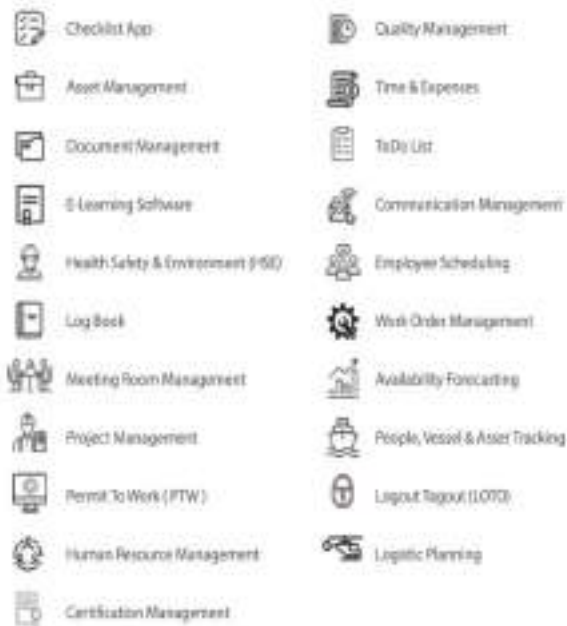 Checklist App
Asset Management
Document Management
E-Learning Software
Health Safety & Environment (HSE)
Log Book
Meeting Room Management
Project Management
Permit To Work ( PTW )
Human Resource Management
Certification Management
Quality Management
Time & Expenses
ToDo List
Communication Management
Employee Scheduling
Work Order Management
Availability Forecasting
People, Vessel & Asset Tracking
Logout Tagout (LOTO)
Logistic Planning